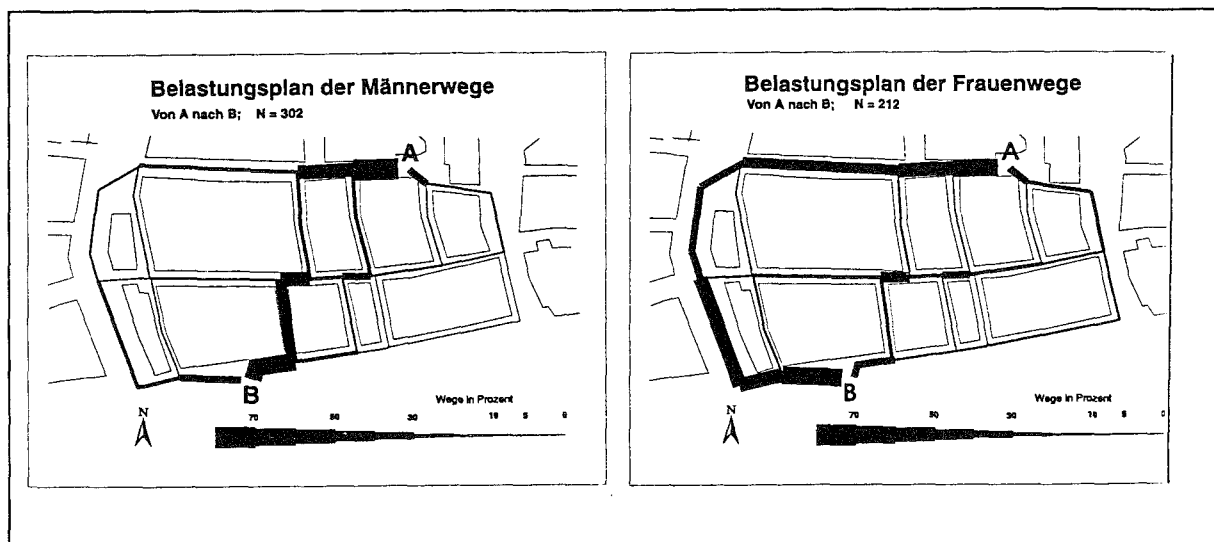 Belastungsplan der Männerwege
Von A nach B; N = 302
A
B
N
Wege in Prozent
70 50 30 10 5 0
Belastungsplan der Frauenwege
Von A nach B; N = 212
A
B
N
Wege in Prozent
70 50 30 10 5 0